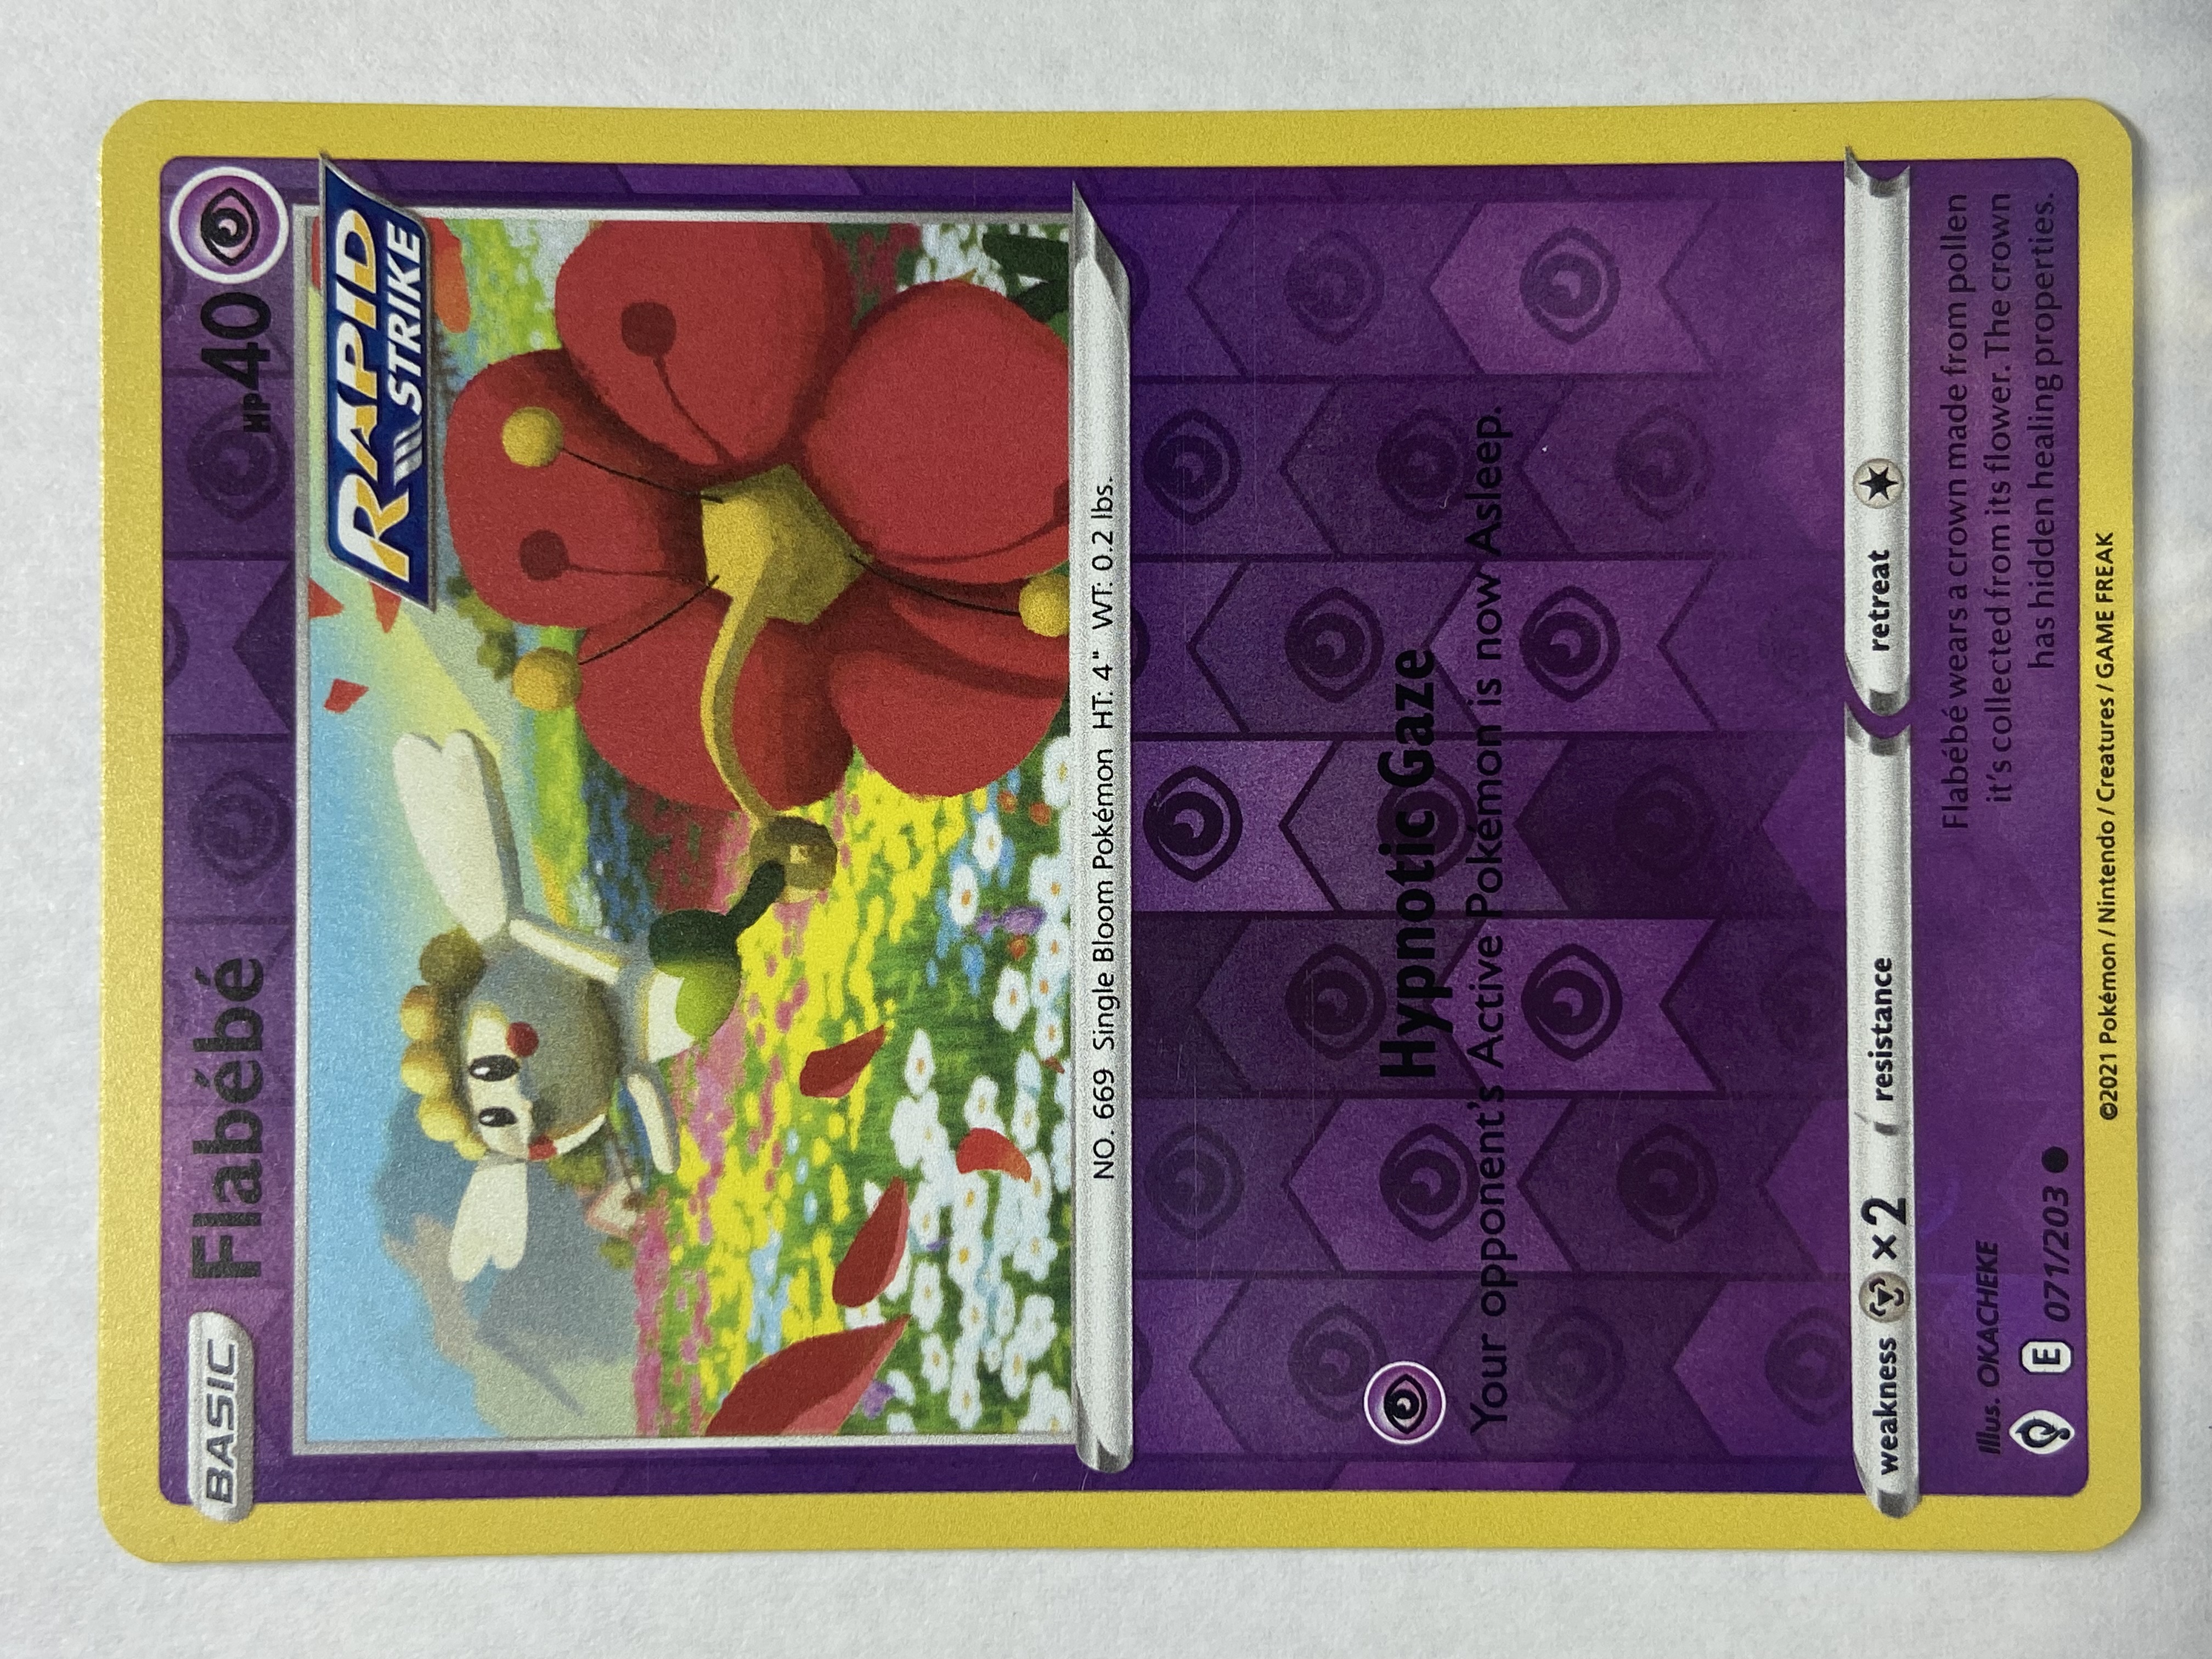 BASIC Flabébé HP 40
RAPID
STRIKE
NO. 669 Single Bloom Pokémon HT: 4" WT: 0.2 lbs.
Hypnotic Gaze
Your opponent's Active Pokémon is now Asleep.
weakness ×2 resistance retreat
Flabébé wears a crown made from pollen
it's collected from its flower. The crown
has hidden healing properties.
Illus. OKACHEKE
E 071/203
©2021 Pokémon / Nintendo / Creatures / GAME FREAK